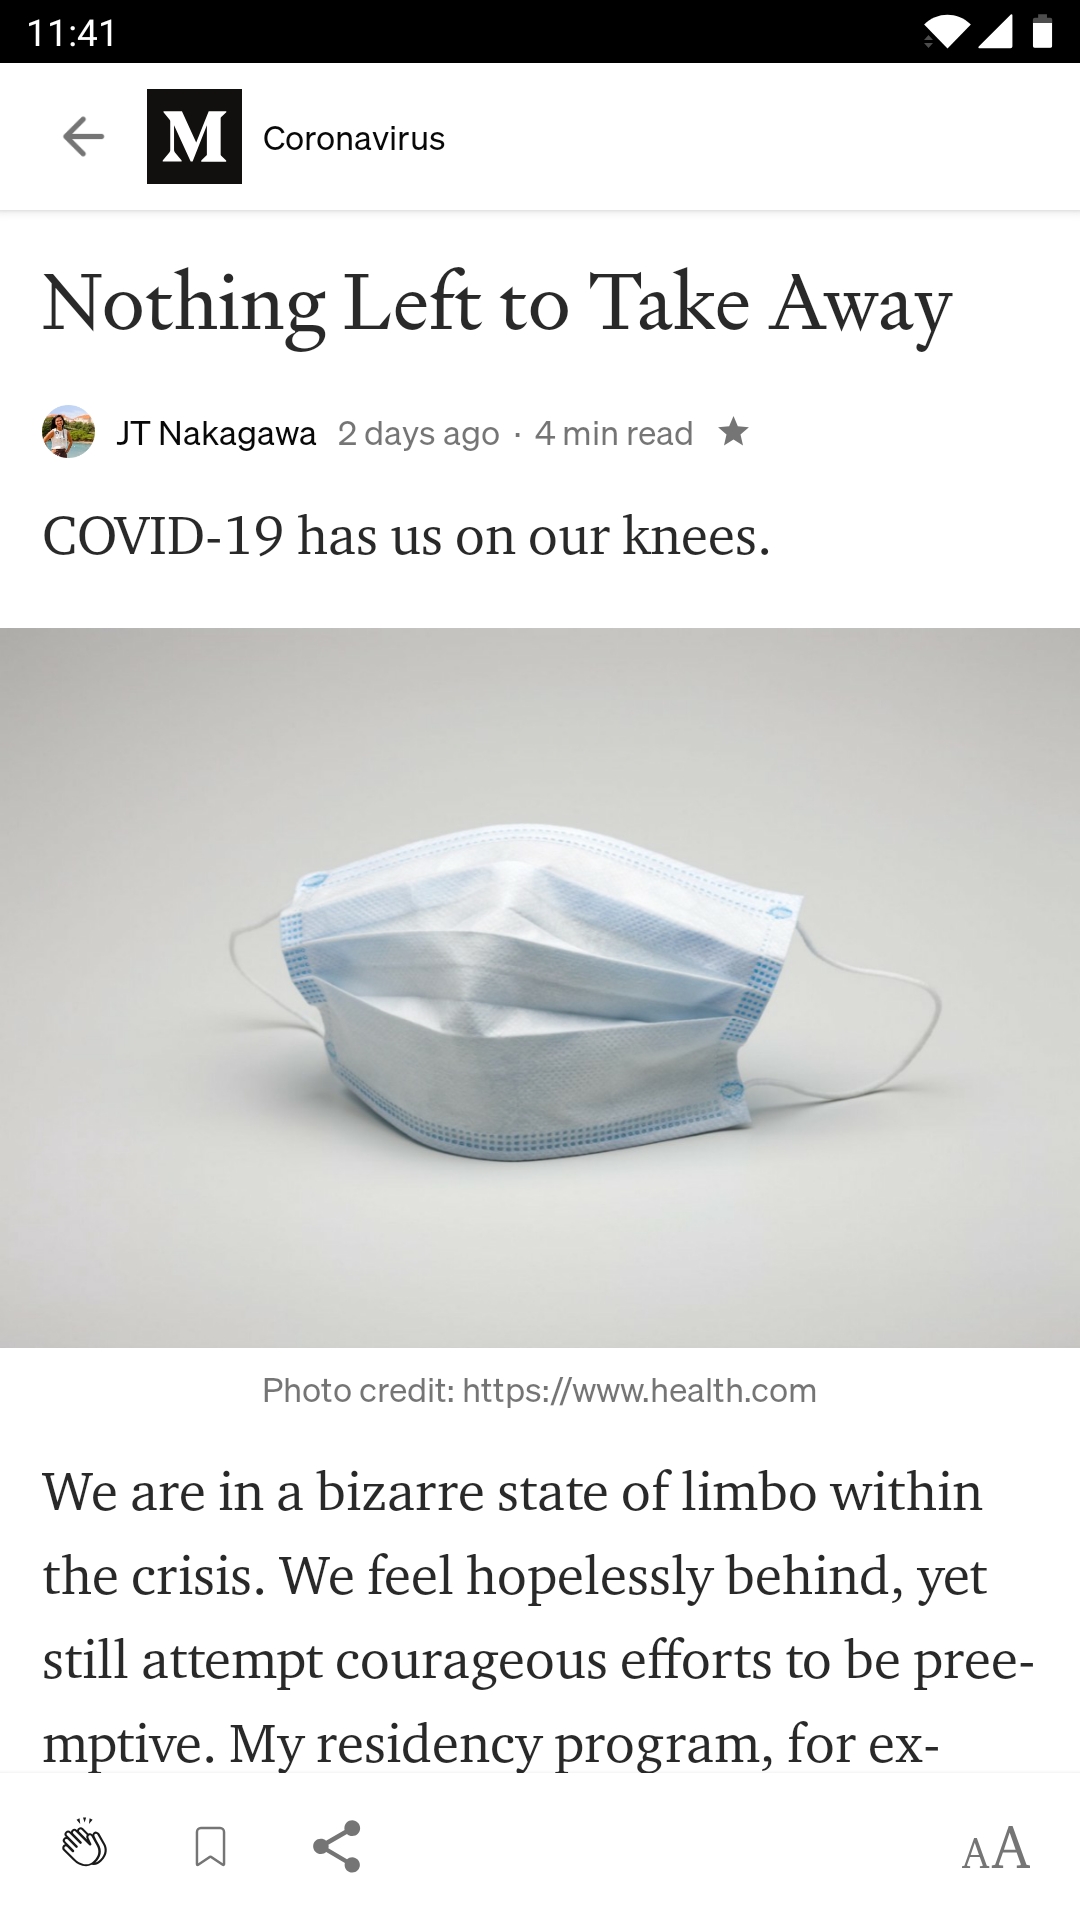 11:41
M Coronavirus
Nothing Left to Take Away
JT Nakagawa 2 days ago · 4 min read
COVID-19 has us on our knees.
Photo credit: https://www.health.com
We are in a bizarre state of limbo within
the crisis. We feel hopelessly behind, yet
still attempt courageous efforts to be pree-
mptive. My residency program, for ex-
AA